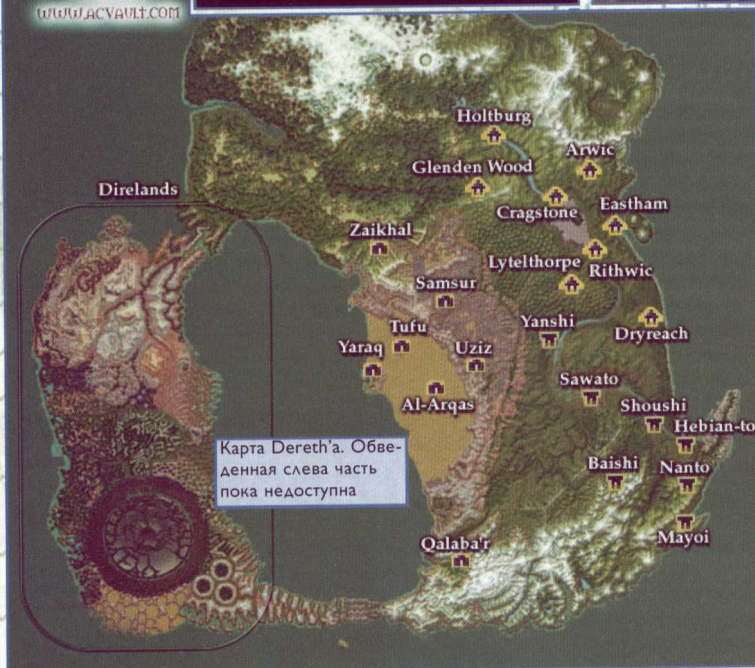 WWW.ACVAULT.COM
Holtburg
Arwic
Glenden Wood
Direlands
Cragstone
Eastham
Zaikhal
Lytelthorpe
Rithwic
Samsur
Yanshi
Dryreach
Tufu
Yaraq
Uziz
Sawato
Al-Arqas
Shoushi
Hebian-to
Карта Dereth'a. Обве-
денная слева часть
пока недоступна
Baishi
Nanto
Qalaba'r
Mayoi